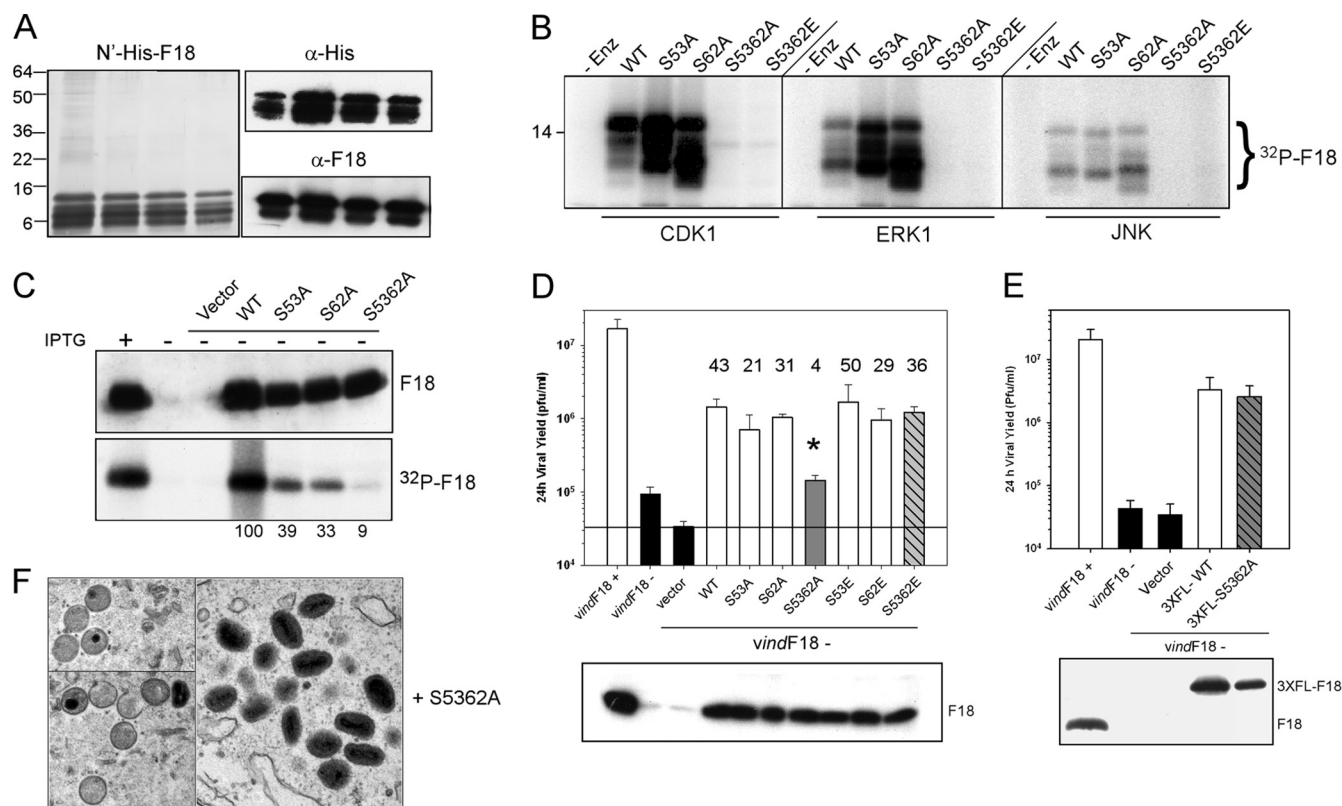 A
N'-His-F18
64
50
36
22
16
6
α-His
α-F18
B
- Enz WT S53A S62A S5362A S5362E - Enz WT S53A S62A S5362A S5362E - Enz WT S53A S62A S5362A S5362E
14
³²P-F18
CDK1 ERK1 JNK
C
Vector WT S53A S62A S5362A
IPTG + - - - - - -
F18
³²P-F18
100 39 33 9
D
24h Viral Yield (pfu/ml)
10⁷
10⁶
10⁵
10⁴
43 21 31 4 50 29 36
*
vindF18 + vindF18 - vector WT S53A S62A S5362A S53E S62E S5362E
vindF18 -
F18
E
24 h Viral Yield (Pfu/ml)
10⁷
10⁶
10⁵
10⁴
vindF18 + vindF18 - Vector 3XFL- WT 3XFL-S5362A
vindF18 -
3XFL-F18
F18
F
+ S5362A